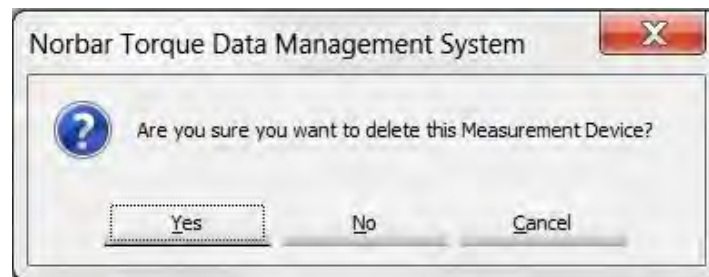 Norbar Torque Data Management System
Are you sure you want to delete this Measurement Device?
Yes No Cancel